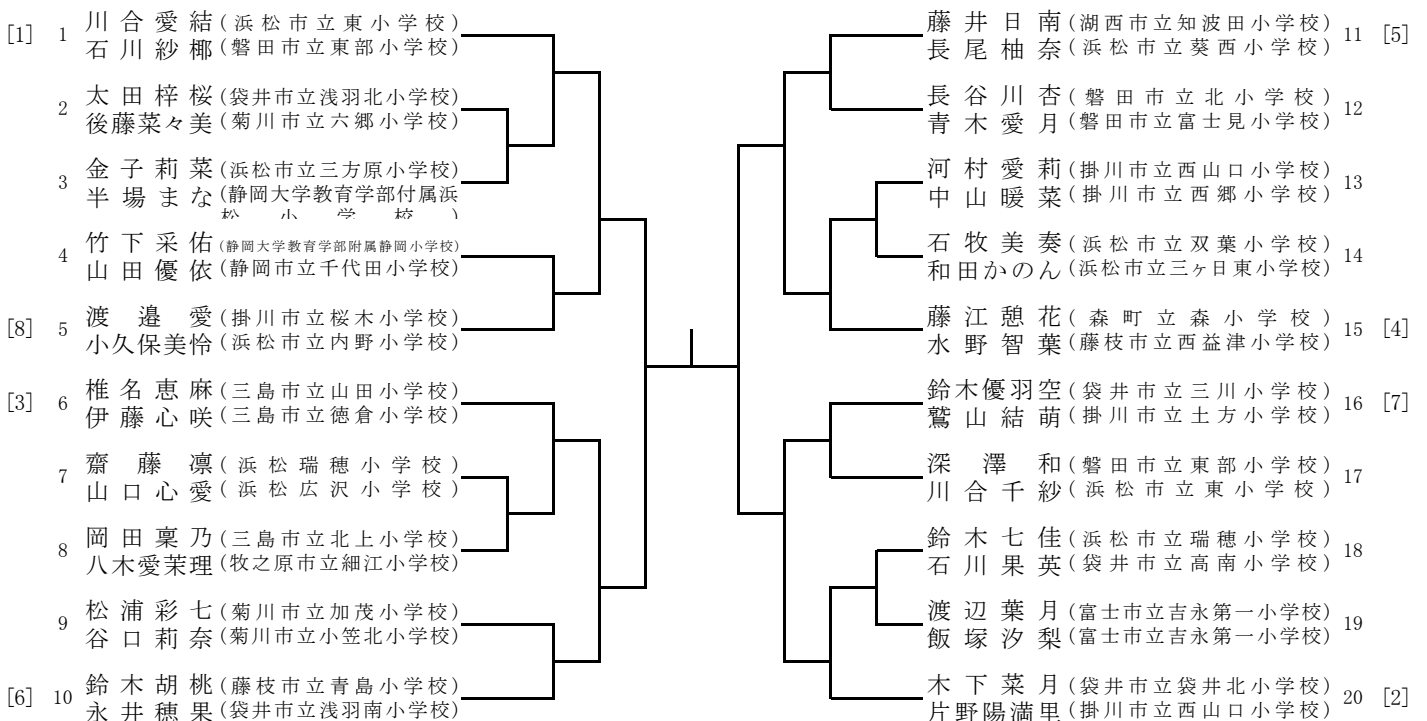 川合愛結(浜松市立東小学校)
[1] 1
石川紗椰(磐田市立東部小学校)
太田梓桜(袋井市立浅羽北小学校)
2
後藤菜々美(菊川市立六郷小学校)
金子莉菜(浜松市立三方原小学校)
3
半場まな(静岡大学教育学部付属浜
松小学校)
竹下采佑(静岡大学教育学部附属静岡小学校)
4
山田優依(静岡市立千代田小学校)
渡邉愛(掛川市立桜木小学校)
[8] 5
小久保美怜(浜松市立内野小学校)
椎名恵麻(三島市立山田小学校)
[3] 6
伊藤心咲(三島市立徳倉小学校)
齋藤凛(浜松瑞穂小学校)
7
山口心愛(浜松広沢小学校)
岡田稟乃(三島市立北上小学校)
8
八木愛茉理(牧之原市立細江小学校)
松浦彩七(菊川市立加茂小学校)
9
谷口莉奈(菊川市立小笠北小学校)
鈴木胡桃(藤枝市立青島小学校)
[6] 10
永井穂果(袋井市立浅羽南小学校)
藤井日南(湖西市立知波田小学校)
11 [5]
長尾柚奈(浜松市立葵西小学校)
長谷川杏(磐田市立北小学校)
12
青木愛月(磐田市立富士見小学校)
河村愛莉(掛川市立西山口小学校)
13
中山暖菜(掛川市立西郷小学校)
石牧美奏(浜松市立双葉小学校)
14
和田かのん(浜松市立三ヶ日東小学校)
藤江憩花(森町立森小学校)
15 [4]
水野智葉(藤枝市立西益津小学校)
鈴木優羽空(袋井市立三川小学校)
16 [7]
鷲山結萌(掛川市立土方小学校)
深澤和(磐田市立東部小学校)
17
川合千紗(浜松市立東小学校)
鈴木七佳(浜松市立瑞穂小学校)
18
石川果英(袋井市立高南小学校)
渡辺葉月(富士市立吉永第一小学校)
19
飯塚汐梨(富士市立吉永第一小学校)
木下菜月(袋井市立袋井北小学校)
20 [2]
片野陽満里(掛川市立西山口小学校)